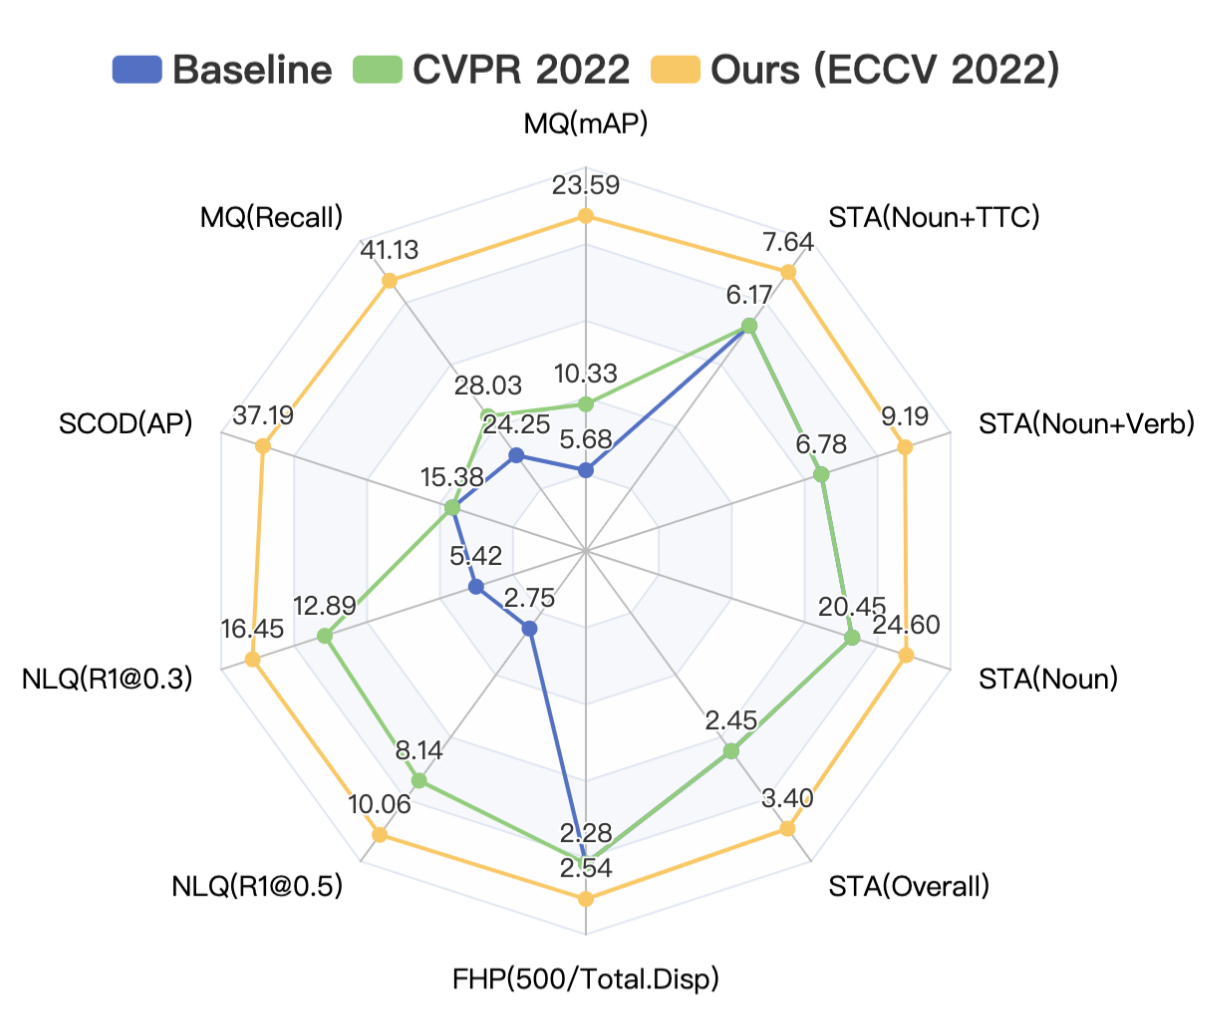 Baseline CVPR 2022 Ours (ECCV 2022)
MQ(mAP)
23.59
MQ(Recall)
STA(Noun+TTC)
41.13
7.64
6.17
10.33
28.03
SCOD(AP)
37.19
24.25
5.68
6.78
9.19
STA(Noun+Verb)
15.38
5.42
2.75
12.89
20.45
16.45
24.60
NLQ(R1@0.3)
STA(Noun)
2.45
8.14
10.06
3.40
2.28
2.54
NLQ(R1@0.5)
STA(Overall)
FHP(500/Total.Disp)